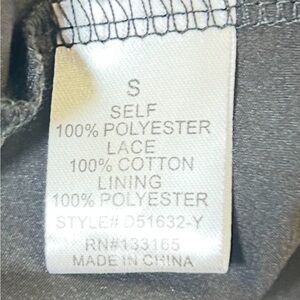 S
SELF
100% POLYESTER
LACE
100% COTTON
LINING
100% POLYESTER
STYLE# D51632-Y
RN#133165
MADE IN CHINA